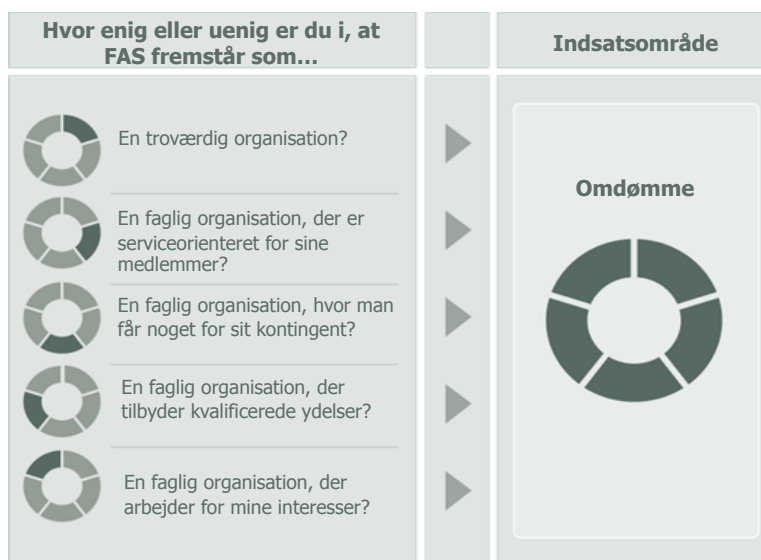 Hvor enig eller uenig er du i, at
FAS fremstår som...
Indsatsområde
En troværdig organisation?
En faglig organisation, der er
serviceorienteret for sine
medlemmer?
En faglig organisation, hvor man
får noget for sit kontingent?
En faglig organisation, der
tilbyder kvalificerede ydelser?
En faglig organisation, der
arbejder for mine interesser?
Omdømme